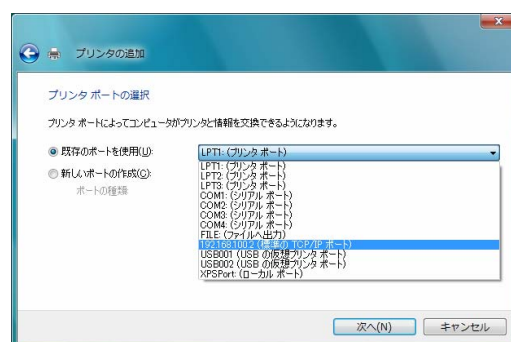 プリンタの追加
プリンタ ポートの選択
プリンタ ポートによってコンピュータがプリンタと情報を交換できるようになります。
既存のポートを使用(U):
LPT1: (プリンタ ポート)
新しいポートの作成(C):
ポートの種類
LPT1: (プリンタ ポート)
LPT2: (プリンタ ポート)
LPT3: (プリンタ ポート)
COM1: (シリアル ポート)
COM2: (シリアル ポート)
COM3: (シリアル ポート)
COM4: (シリアル ポート)
FILE: (ファイルへ出力)
192.168.100.2 (標準の TCP/IP ポート)
USB001 (USB の仮想プリンタ ポート)
USB002 (USB の仮想プリンタ ポート)
XPSPort: (ローカル ポート)
次へ(N)
キャンセル